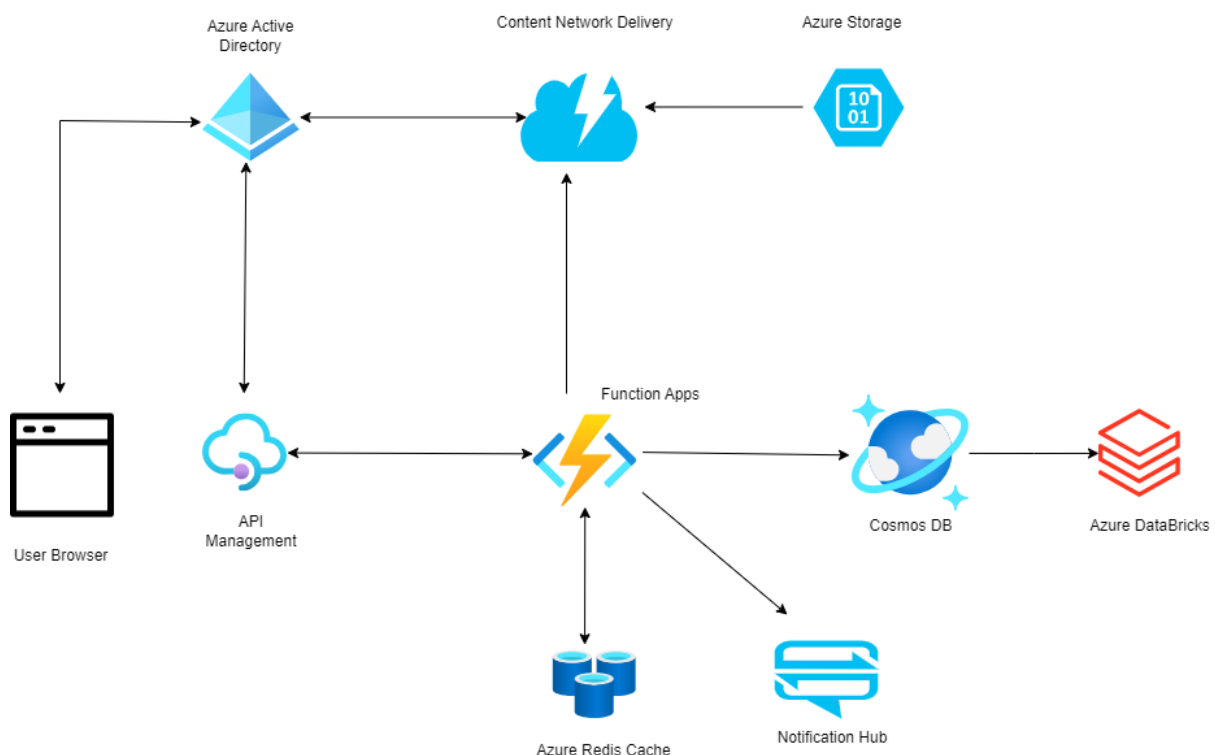 Azure Active
Directory
Content Network Delivery
Azure Storage
10
01
Function Apps
User Browser
API
Management
Cosmos DB
Azure DataBricks
Azure Redis Cache
Notification Hub